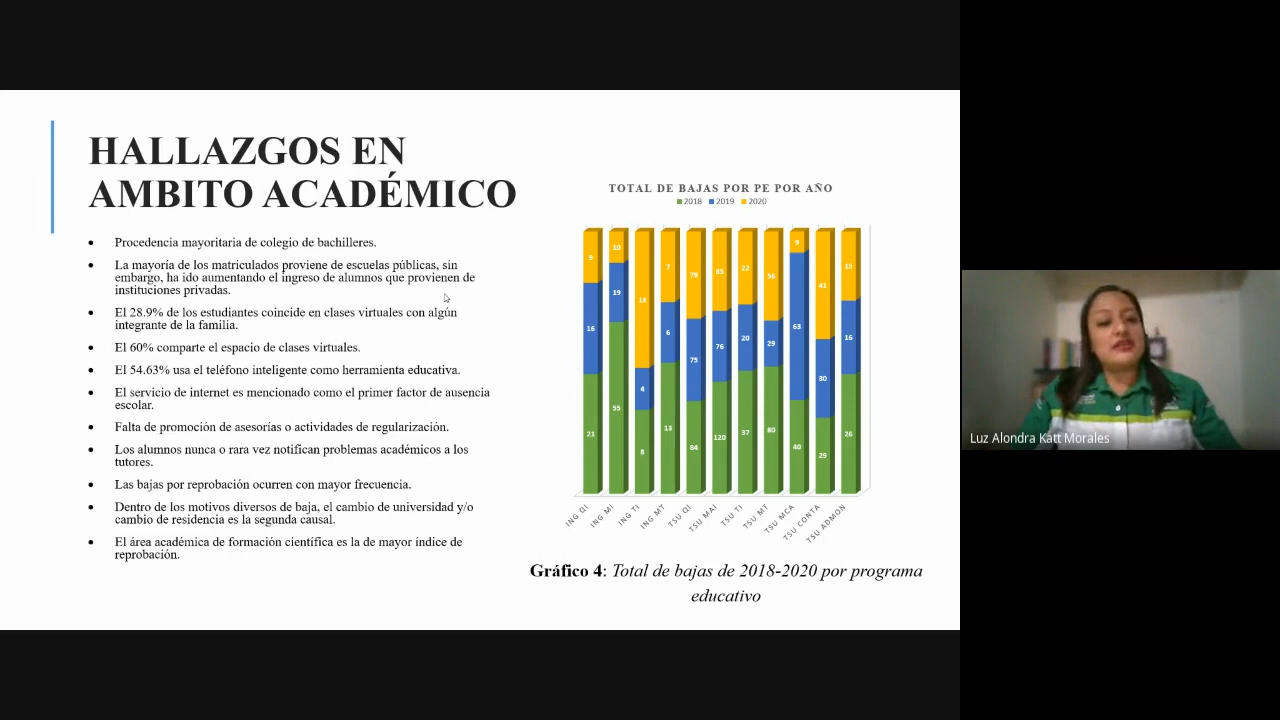 HALLAZGOS EN
AMBITO ACADÉMICO
• Procedencia mayoritaria de colegio de bachilleres.
• La mayoría de los matriculados proviene de escuelas públicas, sin
embargo, ha ido aumentando el ingreso de alumnos que provienen de
instituciones privadas.
• El 28.9% de los estudiantes coincide en clases virtuales con algún
integrante de la familia.
• El 60% comparte el espacio de clases virtuales.
• El 54.63% usa el teléfono inteligente como herramienta educativa.
• El servicio de internet es mencionado como el primer factor de ausencia
escolar.
• Falta de promoción de asesorías o actividades de regularización.
• Los alumnos nunca o rara vez notifican problemas académicos a los
tutores.
• Las bajas por reprobación ocurren con mayor frecuencia.
• Dentro de los motivos diversos de baja, el cambio de universidad y/o
cambio de residencia es la segunda causal.
• El área académica de formación científica es la de mayor índice de
reprobación.
TOTAL DE BAJAS POR PE POR AÑO
2018 2019 2020
9 10 18 7 79 85 22 56 9 41 13
16 19 4 6 75 76 20 29 63 30 16
21 55 8 13 84 120 37 80 40 29 26
ING QI
ING MI
ING TI
ING MT
TSU QI
TSU MAI
TSU TI
TSU MT
TSU MCA
TSU CONTA
TSU ADMON
Gráfico 4: Total de bajas de 2018-2020 por programa
educativo
Luz Alondra Katt Morales